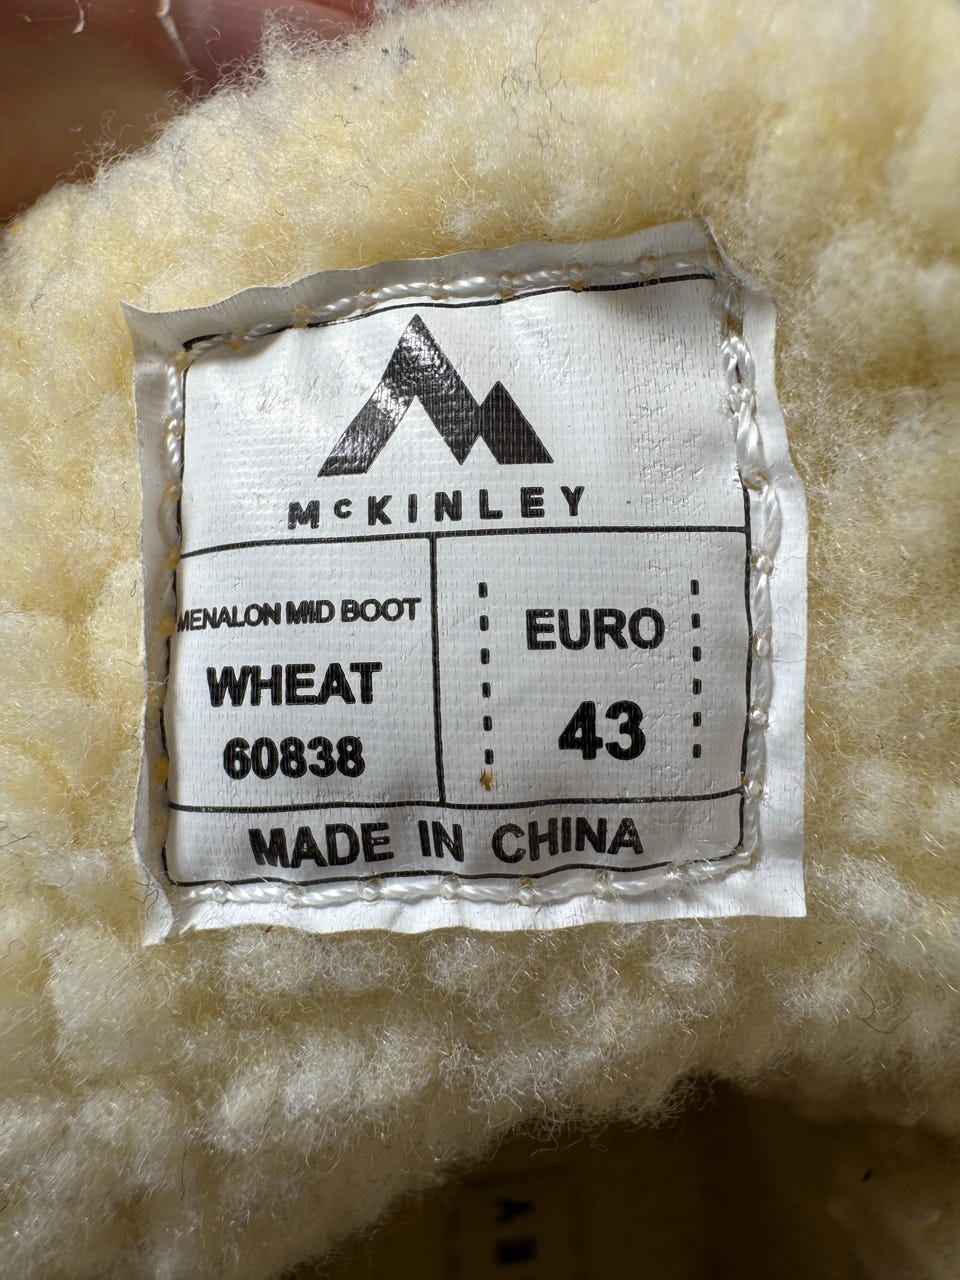 McKINLEY
MENALON MID BOOT
WHEAT
60838
EURO
43
MADE IN CHINA